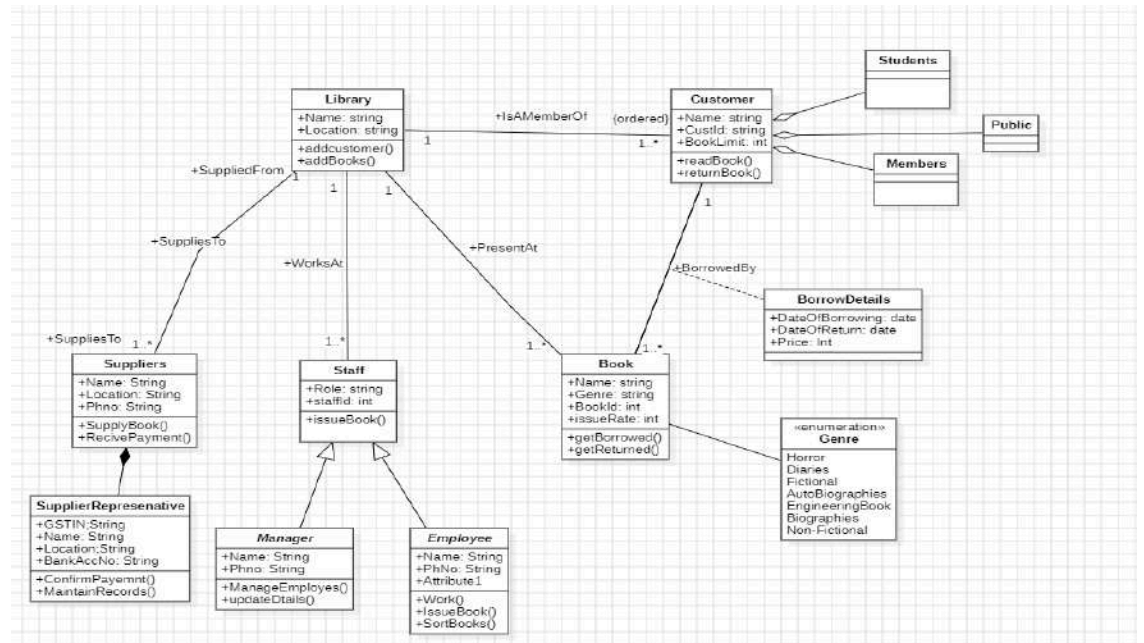 Students
Library
+Name: string
+Location: string
+addcustomer()
+addBooks()
+IsAMemberOf
{ordered}
1
1..*
Customer
+Name: string
+CustId: string
+BookLimit: int
+readBook()
+returnBook()
Public
Members
+SuppliedFrom
1
1
1
1
+SuppliesTo
+WorksAt
+PresentAt
+BorrowedBy
BorrowDetails
+DateOfBorrowing: date
+DateOfReturn: date
+Price: Int
+SuppliesTo
1..*
1..*
1..*
1..*
Suppliers
+Name: String
+Location: String
+Phno: String
+SupplyBook()
+RecivePayment()
Staff
+Role: string
+staffId: int
+issueBook()
Book
+Name: string
+Genre: string
+BookId: int
+issueRate: int
+getBorrowed()
+getReturned()
«enumeration»
Genre
Horror
Diaries
Fictional
AutoBiographies
EngineeringBook
Biographies
Non-Fictional
SupplierRepresenative
+GSTIN;String
+Name: String
+Location;String
+BankAccNo: String
+ConfirmPayemnt()
+MaintainRecords()
Manager
+Name: String
+Phno: String
+ManageEmployes()
+updateDtails()
Employee
+Name: String
+PhNo: String
+Attribute1
+Work()
+IssueBook()
+SortBooks()